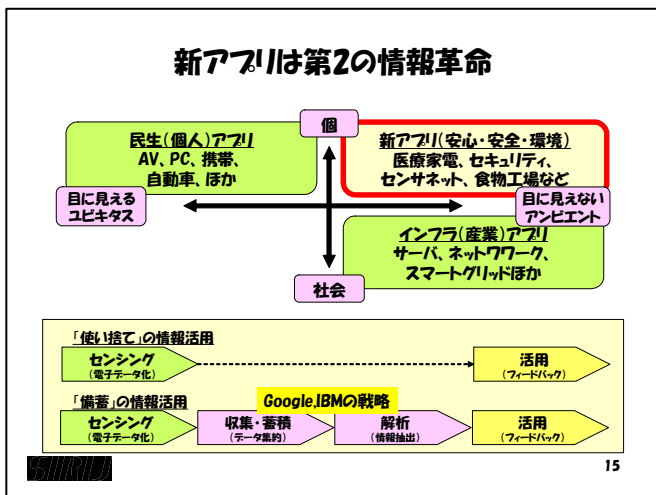 新アプリは第2の情報革命
個
民生(個人)アプリ
AV、PC、携帯、
自動車、ほか
新アプリ(安心・安全・環境)
医療家電、セキュリティ、
センサネット、食物工場など
目に見える
ユビキタス
目に見えない
アンビエント
インフラ(産業)アプリ
サーバ、ネットワワーク、
スマートグリッドほか
社会
「使い捨て」の情報活用
センシング
(電子データ化)
活用
(フィードバック)
「備蓄」の情報活用
Google,IBMの戦略
センシング
(電子データ化)
収集・蓄積
(データ集約)
解析
(情報抽出)
活用
(フィードバック)
15